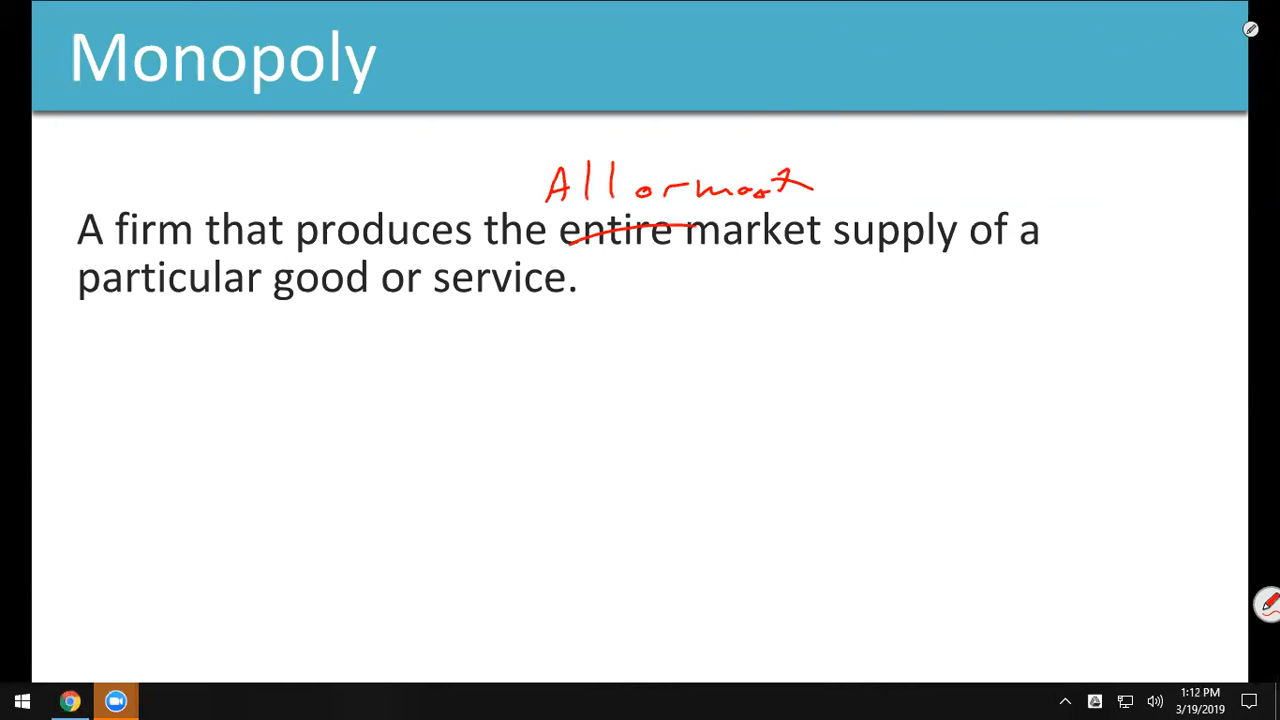 Monopoly
All or most
A firm that produces the entire market supply of a
particular good or service.
1:12 PM
3/19/2019